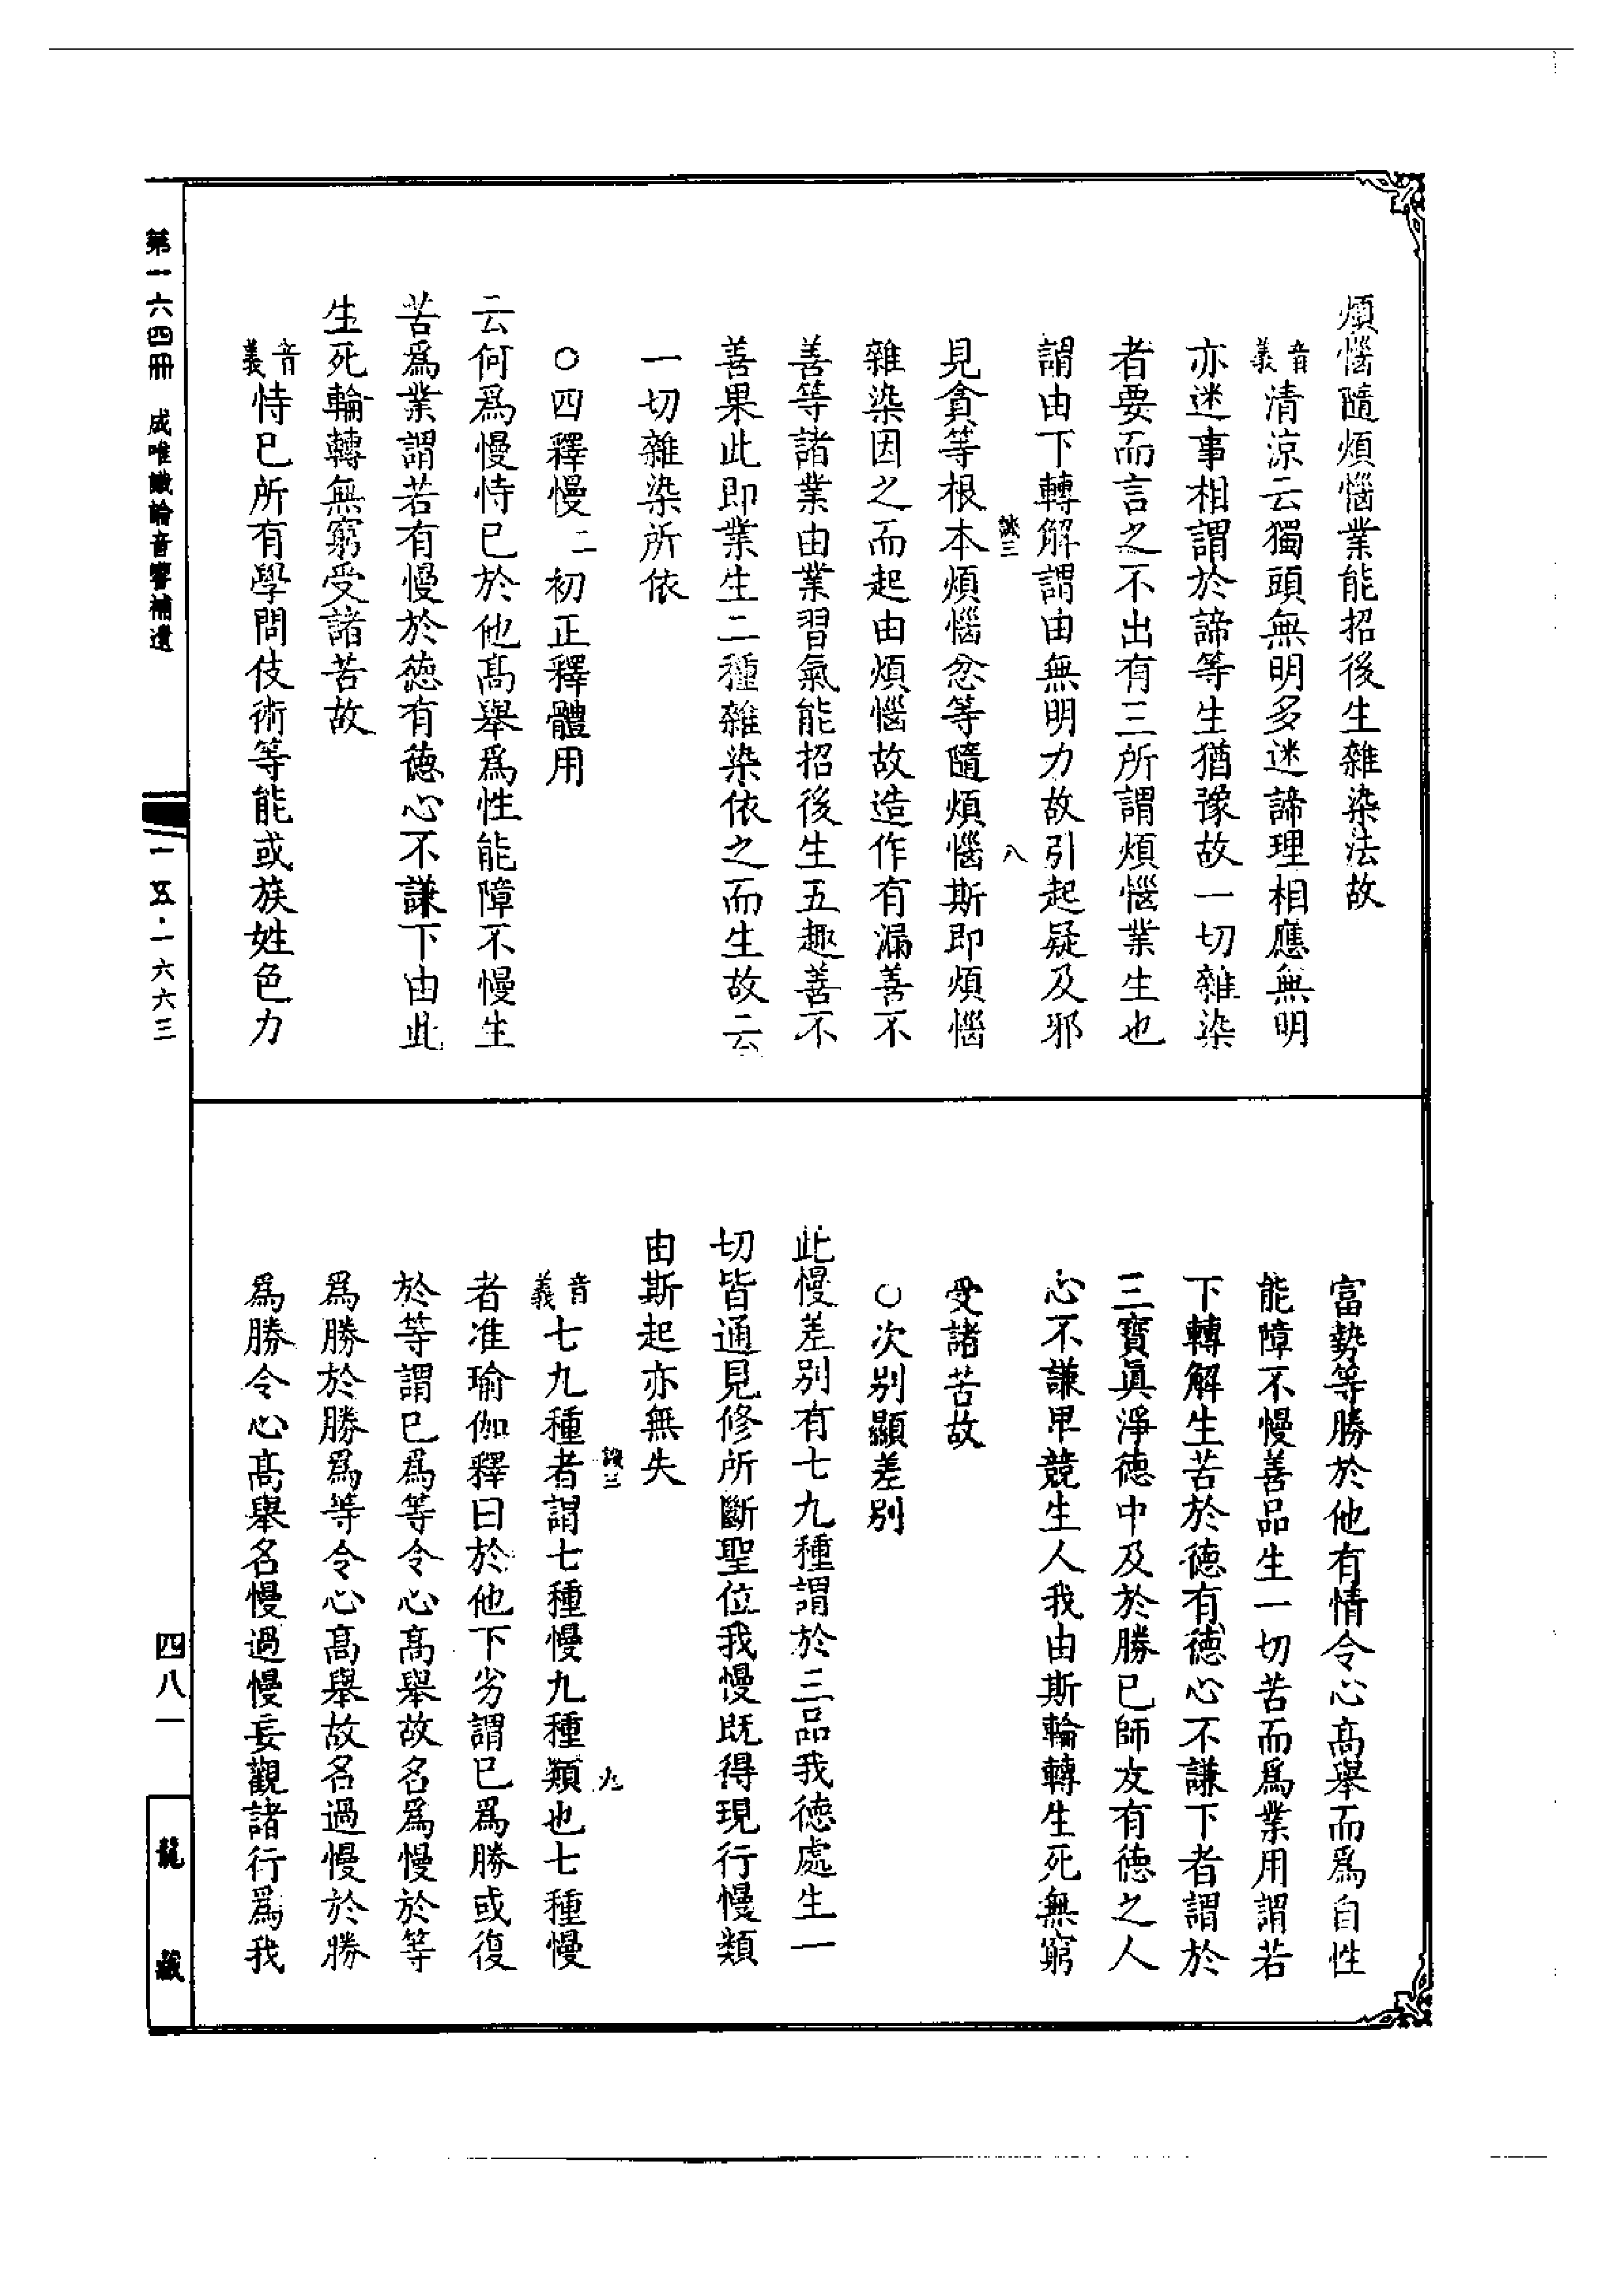 煩惱隨煩惱業能招後生雜染法故
音義清涼云獨頭無明多迷諦理相應無明
亦迷事相謂於諦等生猶豫故一切雜染
者要而言之不出有三所謂煩惱業生也
謂由下轉解謂由無明力故引起疑及邪
八
見貪等根本煩惱忿等隨煩惱斯即煩惱
雜染因之而起由煩惱故造作有漏善不
善等諸業由業習氣能招後生五趣善不
善果此即業生二種雜染依之而生故云
一切雜染所依
○四釋慢二初正釋體用
云何爲慢恃已於他髙舉爲性能障不慢生
苦爲業謂若有慢於德有德心不謙下由此
生死輪轉無窮受諸苦故
音義恃已所有學問伎術等能或族姓色力
富勢等勝於他有情令心髙舉而爲自性
能障不慢善品生一切苦而爲業用謂若
下轉解生苦於德有德心不謙下者謂於
三寶眞淨德中及於勝已師友有德之人
心不謙卑競生人我由斯輪轉生死無窮
受諸苦故
○次別顯差別
此慢差別有七九種謂於三品我德處生一
切皆通見修所斷聖位我慢既得現行慢類
由斯起亦無失
九
音義七九種者謂七種慢九種類也七種慢
者准瑜伽釋曰於他下劣謂已爲勝或復
於等謂已爲等令心髙舉故名爲慢於等
爲勝於勝爲等令心髙舉故名過慢於勝
爲勝令心髙舉名慢過慢妄觀諸行爲我
第一六四冊 成唯識論音響補遺
一五·一六六三
四八一
龍藏